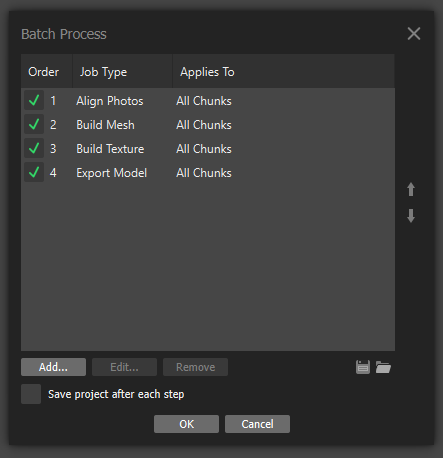 Batch Process
Order Job Type Applies To
1 Align Photos All Chunks
2 Build Mesh All Chunks
3 Build Texture All Chunks
4 Export Model All Chunks
Add... Edit... Remove
Save project after each step
OK Cancel